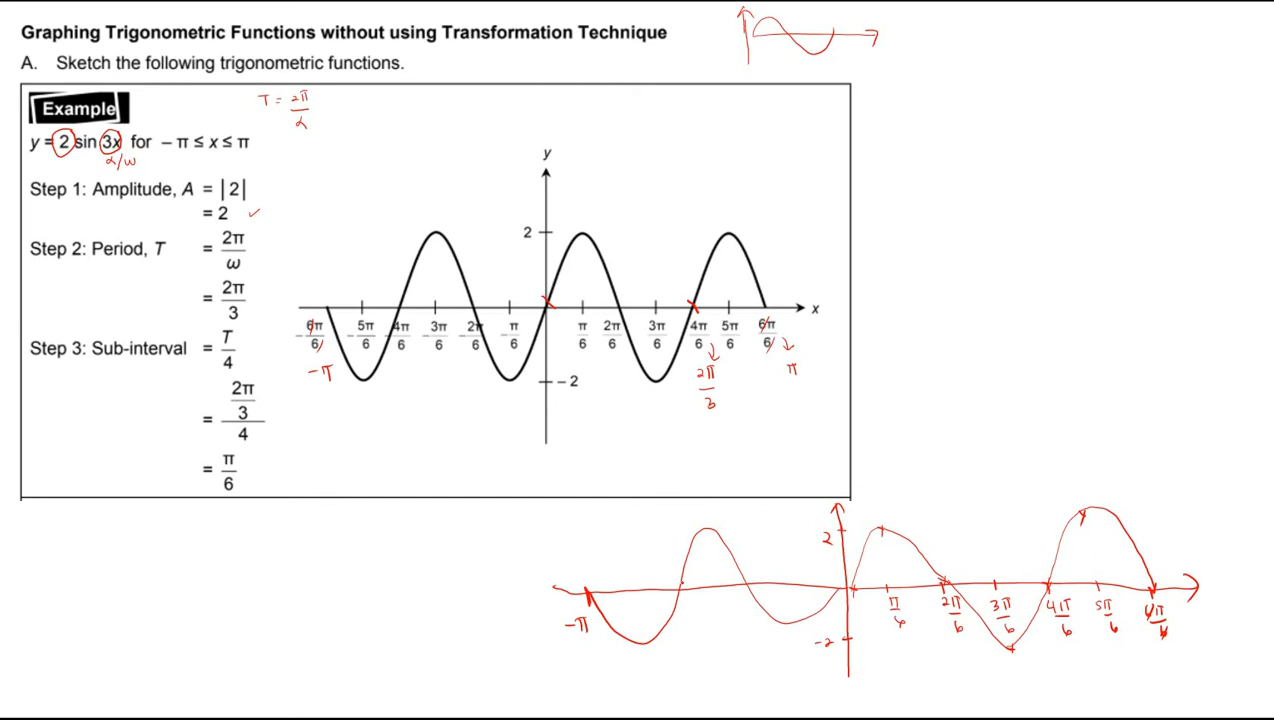 Graphing Trigonometric Functions without using Transformation Technique
A. Sketch the following trigonometric functions.
Example
T = 2π/α
y = 2 sin 3x for − π ≤ x ≤ π
α/ω
Step 1: Amplitude, A = |2|
= 2 ✓
Step 2: Period, T = 2π/ω
= 2π/3
Step 3: Sub-interval = T/4
= (2π/3)/4
= π/6
y
2
x
−6π/6 −5π/6 −4π/6 −3π/6 −2π/6 −π/6 π/6 2π/6 3π/6 4π/6 5π/6 6π/6
−π 2π/3 π
−2
2
−π π/6 2π/6 3π/6 4π/6 5π/6 6π/6
−2